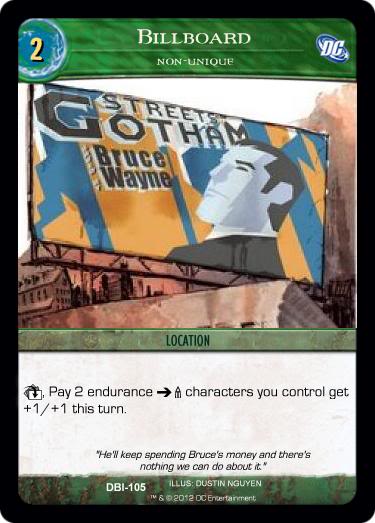 2
BILLBOARD
NON-UNIQUE
DC
STREETS OF
GOTHAM
Bruce
Wayne
LOCATION
, Pay 2 endurance ➔ characters you control get
+1/+1 this turn.
"He'll keep spending Bruce's money and there's
nothing we can do about it."
DBI-105 ILLUS: DUSTIN NGUYEN
™ & © 2012 DC Entertainment